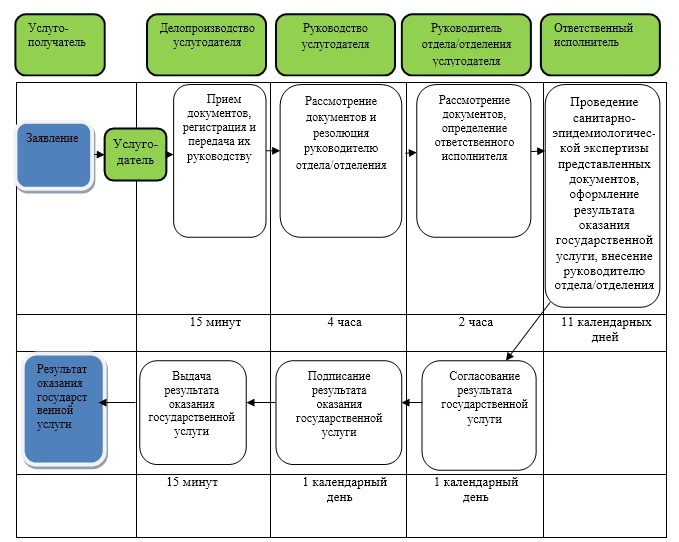 Услуго-
получатель
Делопроизводство
услугодателя
Руководство
услугодателя
Руководитель
отдела/отделения
услугодателя
Ответственный
исполнитель
Заявление
Услуго-
датель
Прием
документов,
регистрация и
передача их
руководству
Рассмотрение
документов и
резолюция
руководителю
отдела/отделения
Рассмотрение
документов,
определение
ответственного
исполнителя
Проведение
санитарно-
эпидемиологичес-
кой экспертизы
представленных
документов,
оформление
результата
оказания
государственной
услуги, внесение
руководителю
отдела/отделения
15 минут
4 часа
2 часа
11 календарных
дней
Результат
оказания
государст
венной
услуги
Выдача
результата
оказания
государственной
услуги
Подписание
результата
оказания
государственной
услуги
Согласование
результата
государственной
услуги
15 минут
1 календарный
день
1 календарный
день